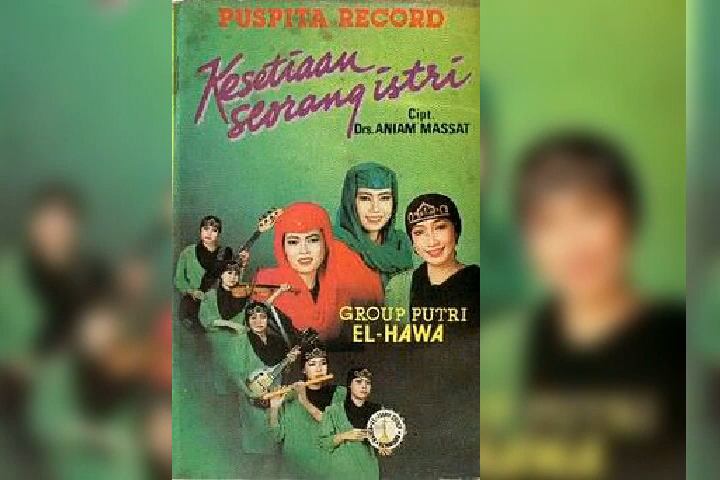 PUSPITA RECORD
Kesetiaan
seorang istri
Cipt.
Drs. ANIAM MASSAT
GROUP PUTRI
EL-HAWA